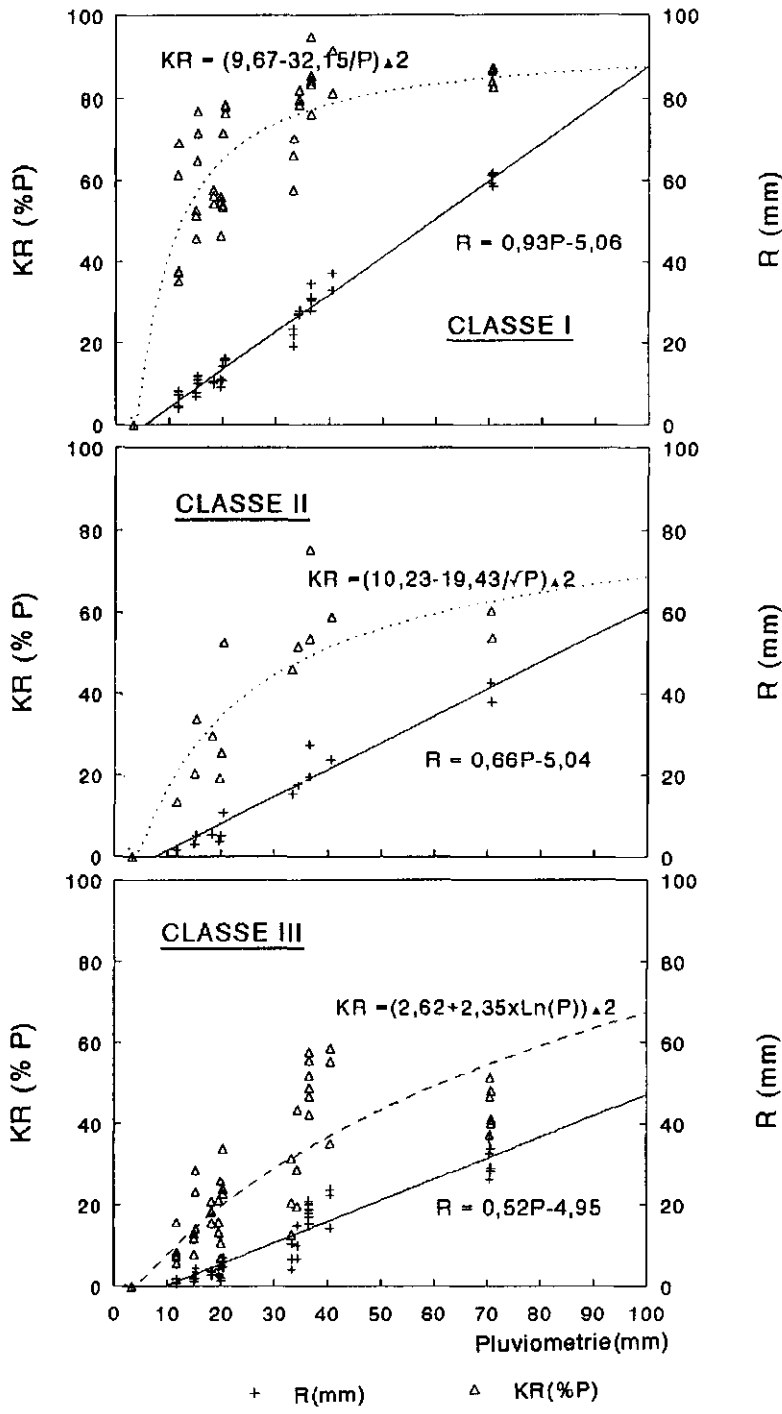 100
100
KR = (9,67-32,15/P)▲2
80
80
KR (%P)
60
60
R (mm)
R = 0,93P-5,06
40
40
CLASSE I
20
20
0
0
100
100
CLASSE II
80
80
KR =(10,23-19,43/√P)▲2
KR (% P)
60
60
R (mm)
40
40
R = 0,66P-5,04
20
20
0
0
100
100
CLASSE III
80
80
KR =(2,62+2,35xLn(P))▲2
KR (% P)
60
60
R (mm)
40
40
20
20
R = 0,52P-4,95
0
0
0 10 20 30 40 50 60 70 80 90 100
Pluviometrie(mm)
+ R(mm) △ KR(%P)